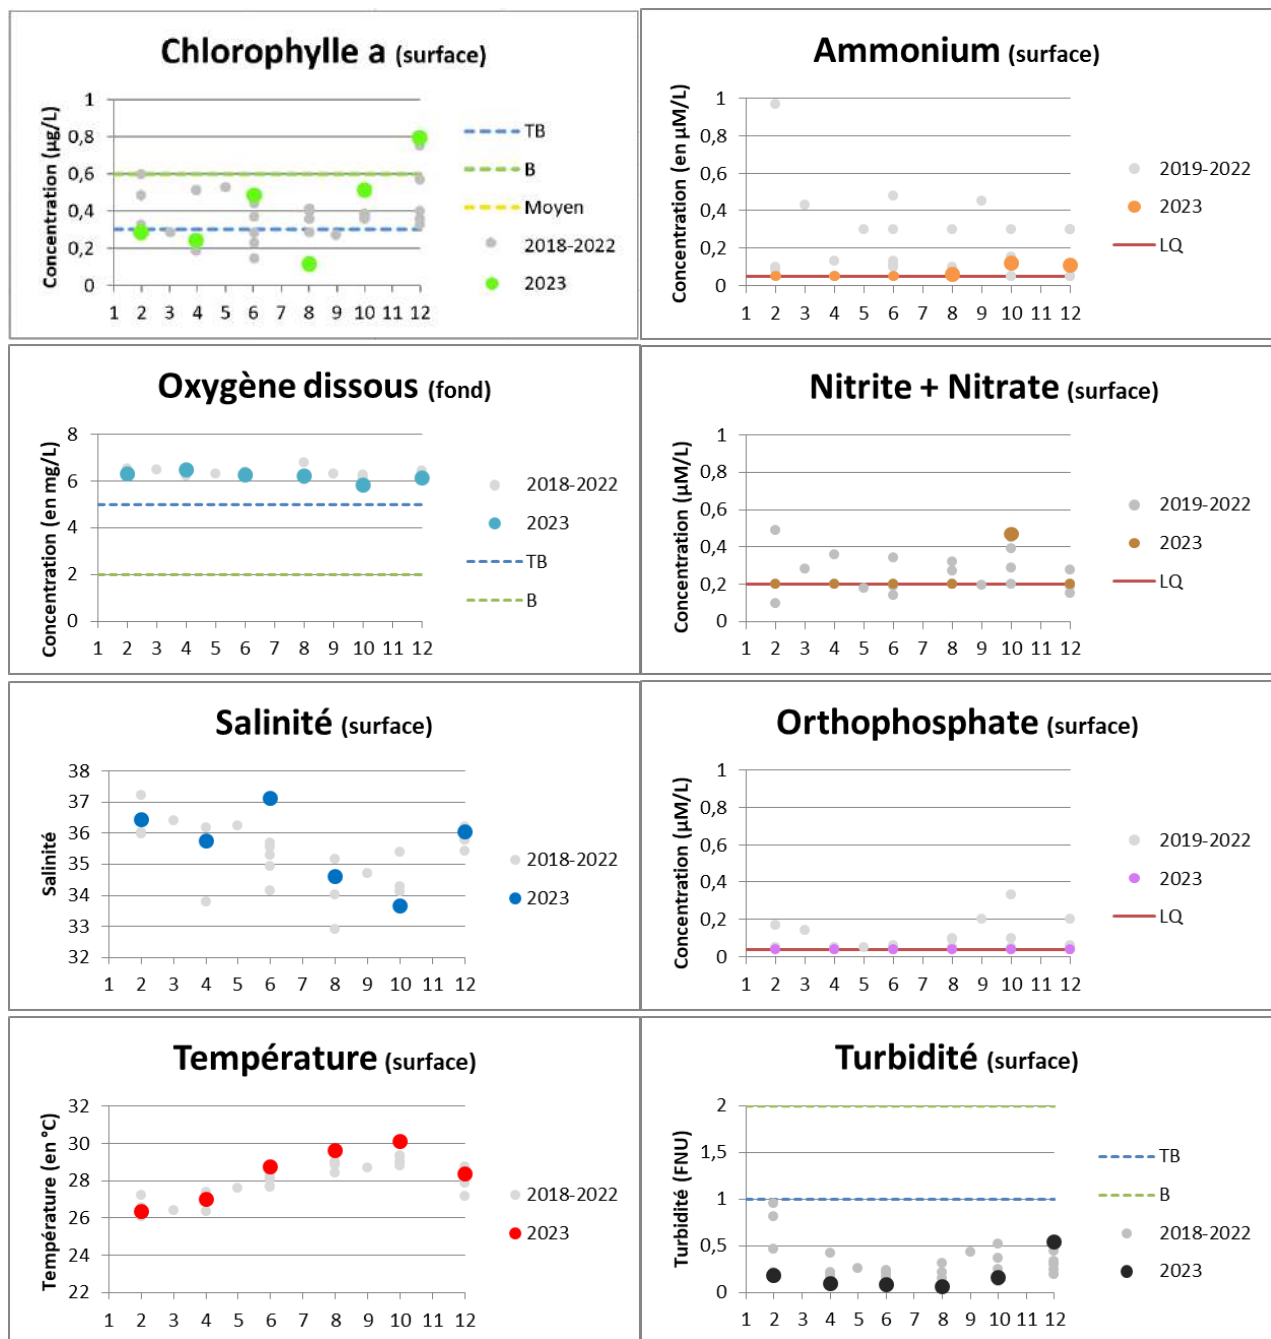 Chlorophylle a (surface)
Concentration (µg/L)
1
0,8
0,6
0,4
0,2
0
1 2 3 4 5 6 7 8 9 10 11 12
TB
B
Moyen
2018-2022
2023
Ammonium (surface)
Concentration (en µM/L)
1
0,8
0,6
0,4
0,2
0
1 2 3 4 5 6 7 8 9 10 11 12
2019-2022
2023
LQ
Oxygène dissous (fond)
Concentration (en mg/L)
8
6
4
2
0
1 2 3 4 5 6 7 8 9 10 11 12
2018-2022
2023
TB
B
Nitrite + Nitrate (surface)
Concentration (µM/L)
1
0,8
0,6
0,4
0,2
0
1 2 3 4 5 6 7 8 9 10 11 12
2019-2022
2023
LQ
Salinité (surface)
Salinité
38
37
36
35
34
33
32
1 2 3 4 5 6 7 8 9 10 11 12
2018-2022
2023
Orthophosphate (surface)
Concentration (µM/L)
1
0,8
0,6
0,4
0,2
0
1 2 3 4 5 6 7 8 9 10 11 12
2019-2022
2023
LQ
Température (surface)
Température (en °C)
32
30
28
26
24
22
1 2 3 4 5 6 7 8 9 10 11 12
2018-2022
2023
Turbidité (surface)
Turbidité (FNU)
2
1,5
1
0,5
0
1 2 3 4 5 6 7 8 9 10 11 12
TB
B
2018-2022
2023